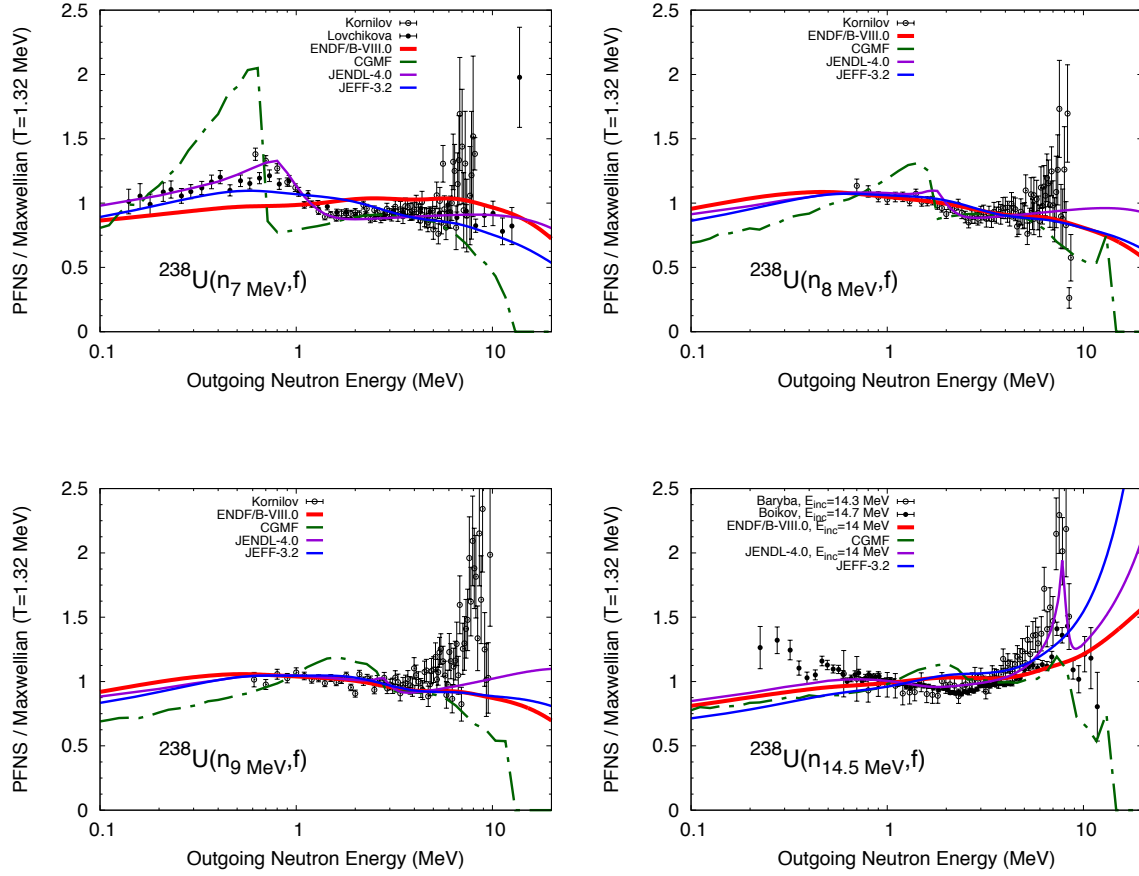 PFNS / Maxwellian (T=1.32 MeV)
2.5
2
1.5
1
0.5
0
Kornilov
Lovchikova
ENDF/B-VIII.0
CGMF
JENDL-4.0
JEFF-3.2
238U(n7 MeV,f)
0.1
1
10
Outgoing Neutron Energy (MeV)
PFNS / Maxwellian (T=1.32 MeV)
2.5
2
1.5
1
0.5
0
Kornilov
ENDF/B-VIII.0
CGMF
JENDL-4.0
JEFF-3.2
238U(n8 MeV,f)
0.1
1
10
Outgoing Neutron Energy (MeV)
PFNS / Maxwellian (T=1.32 MeV)
2.5
2
1.5
1
0.5
0
Kornilov
ENDF/B-VIII.0
CGMF
JENDL-4.0
JEFF-3.2
238U(n9 MeV,f)
0.1
1
10
Outgoing Neutron Energy (MeV)
PFNS / Maxwellian (T=1.32 MeV)
2.5
2
1.5
1
0.5
0
Baryba, Einc=14.3 MeV
Boikov, Einc=14.7 MeV
ENDF/B-VIII.0, Einc=14 MeV
CGMF
JENDL-4.0, Einc=14 MeV
JEFF-3.2
238U(n14.5 MeV,f)
0.1
1
10
Outgoing Neutron Energy (MeV)